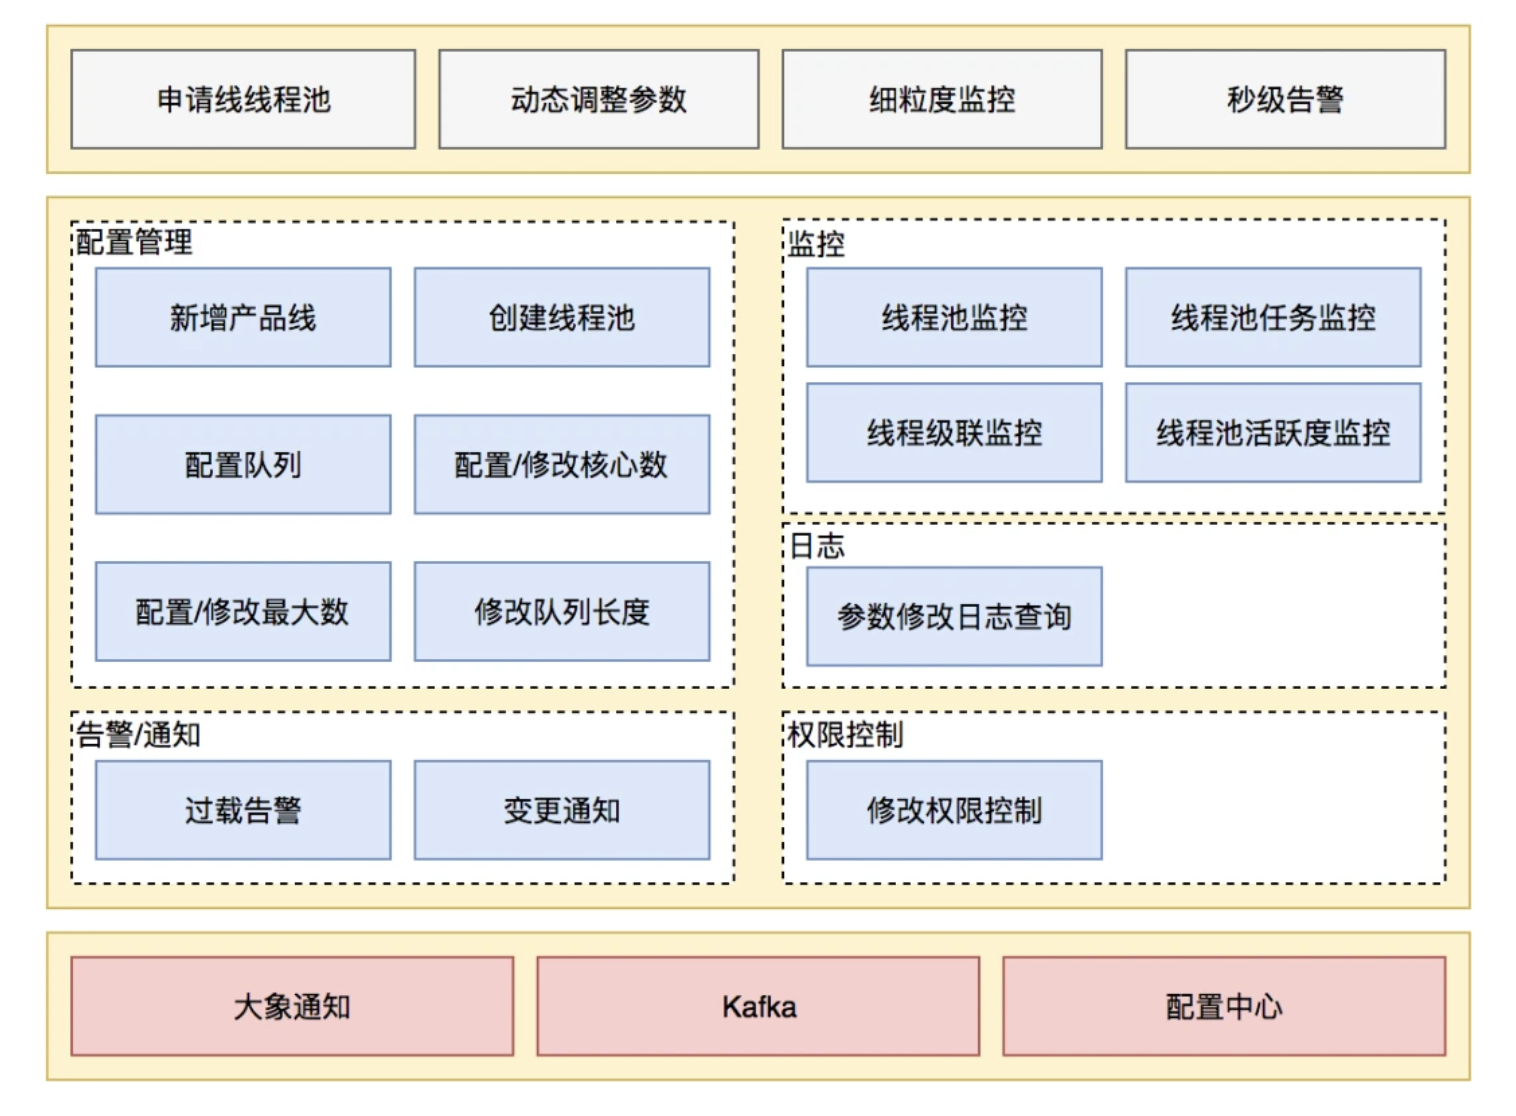 申请线线程池
动态调整参数
细粒度监控
秒级告警
配置管理
新增产品线
创建线程池
配置队列
配置/修改核心数
配置/修改最大数
修改队列长度
监控
线程池监控
线程池任务监控
线程级联监控
线程池活跃度监控
日志
参数修改日志查询
告警/通知
过载告警
变更通知
权限控制
修改权限控制
大象通知
Kafka
配置中心